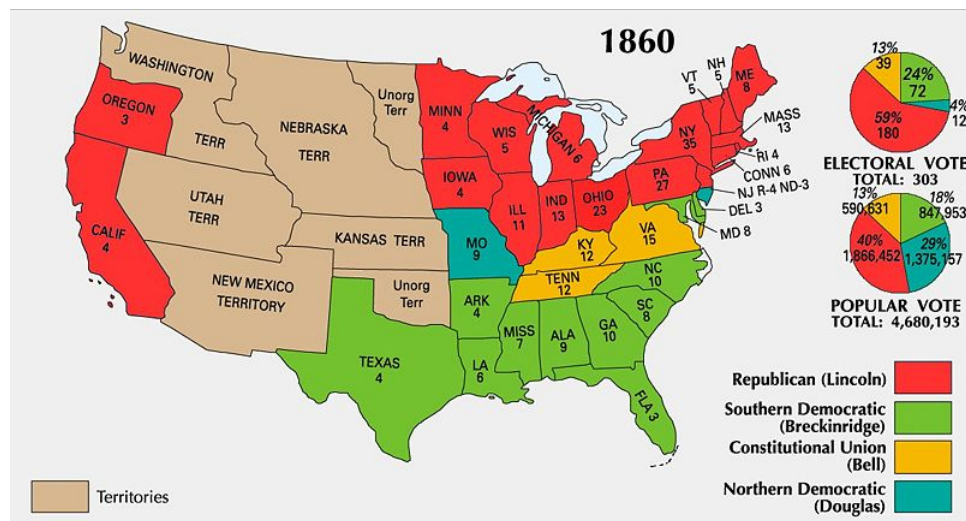 1860
WASHINGTON
TERR
OREGON
3
CALIF
4
NEBRASKA
TERR
Unorg
Terr
UTAH
TERR
KANSAS TERR
NEW MEXICO
TERRITORY
Unorg
Terr
TEXAS
4
MINN
4
IOWA
4
WIS
5
MICHIGAN 6
ILL
11
IND
13
OHIO
23
MO
9
KY
12
TENN
12
VA
15
ARK
4
LA
6
MISS
7
ALA
9
GA
10
FLA 3
SC
8
NC
10
PA
27
NY
35
VT
5
NH
5
ME
8
MASS
13
RI 4
CONN 6
NJ R-4 ND-3
DEL 3
MD 8
13%
39
24%
72
4%
12
59%
180
ELECTORAL VOTE
TOTAL: 303
13%
590,631
18%
847,953
40%
1,866,452
29%
1,375,157
POPULAR VOTE
TOTAL: 4,680,193
Republican (Lincoln)
Southern Democratic
(Breckinridge)
Constitutional Union
(Bell)
Northern Democratic
(Douglas)
Territories